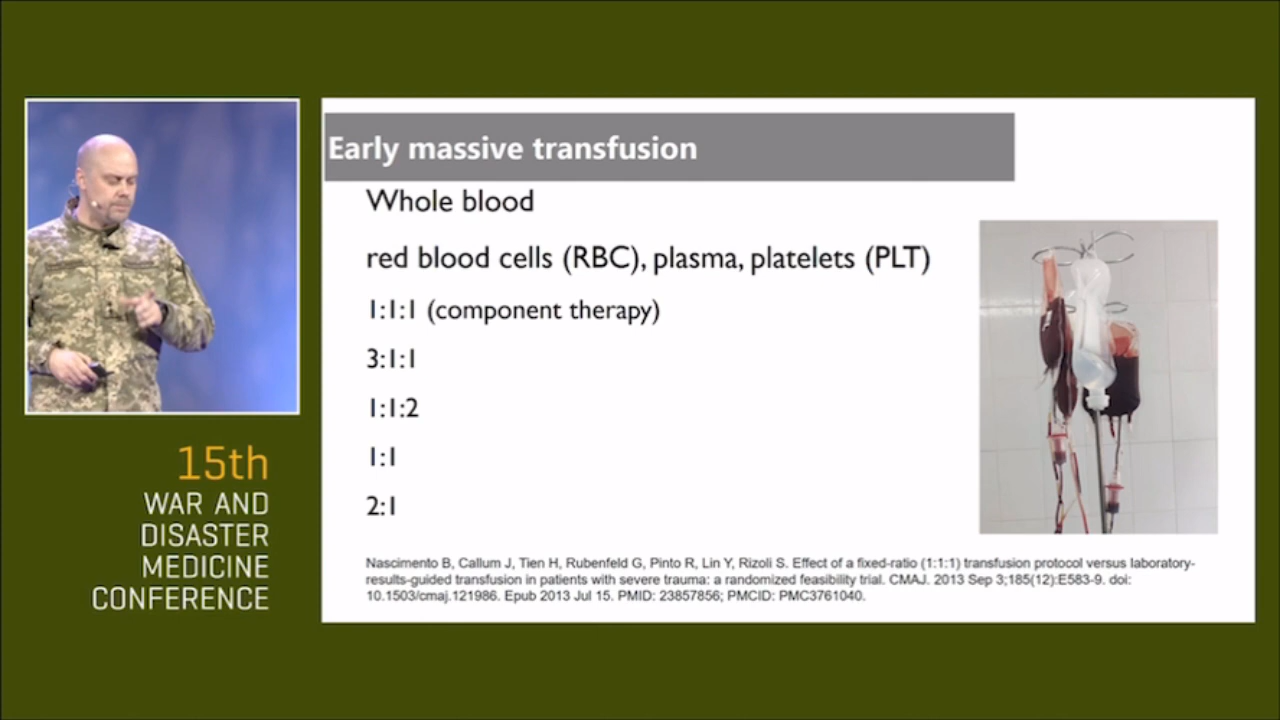 Early massive transfusion
Whole blood
red blood cells (RBC), plasma, platelets (PLT)
1:1:1 (component therapy)
3:1:1
1:1:2
1:1
2:1
Nascimento B, Callum J, Tien H, Rubenfeld G, Pinto R, Lin Y, Rizoli S. Effect of a fixed-ratio (1:1:1) transfusion protocol versus laboratory-
results-guided transfusion in patients with severe trauma: a randomized feasibility trial. CMAJ. 2013 Sep 3;185(12):E583-9. doi:
10.1503/cmaj.121986. Epub 2013 Jul 15. PMID: 23857856; PMCID: PMC3761040.
15th
WAR AND
DISASTER
MEDICINE
CONFERENCE